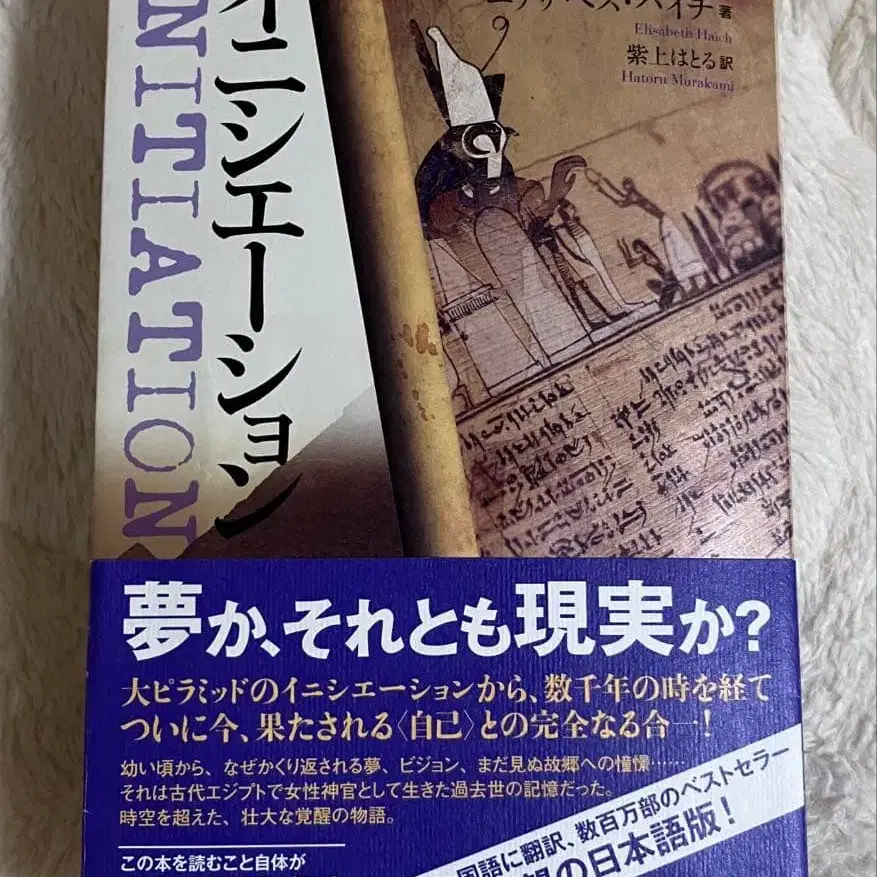 イニシエーション
INITIATION
エリザベス・ハイチ 著
Elisabeth Haich
紫上はとる 訳
Hatoru Murakami
夢か、それとも現実か?
大ピラミッドのイニシエーションから、数千年の時を経て
ついに今、果たされる〈自己〉との完全なる合一!
幼い頃から、なぜかくり返される夢、ビジョン、まだ見ぬ故郷への憧憬……
それは古代エジプトで女性神官として生きた過去世の記憶だった。
時空を超えた、壮大な覚醒の物語。
この本を読むこと自体が
国語に翻訳、数百万部のベストセラー
の日本語版!